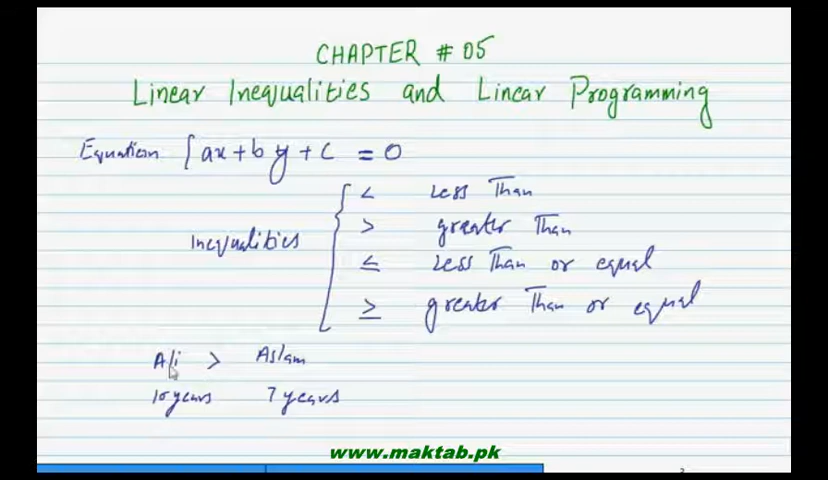 CHAPTER # 05
Linear Inequalities and Linear Programming
Equation { ax + by + c = 0
Inequalities
< Less Than
> greater Than
≤ Less Than or equal
≥ greater Than or equal
Ali > Aslam
10 years 7 years
www.maktab.pk